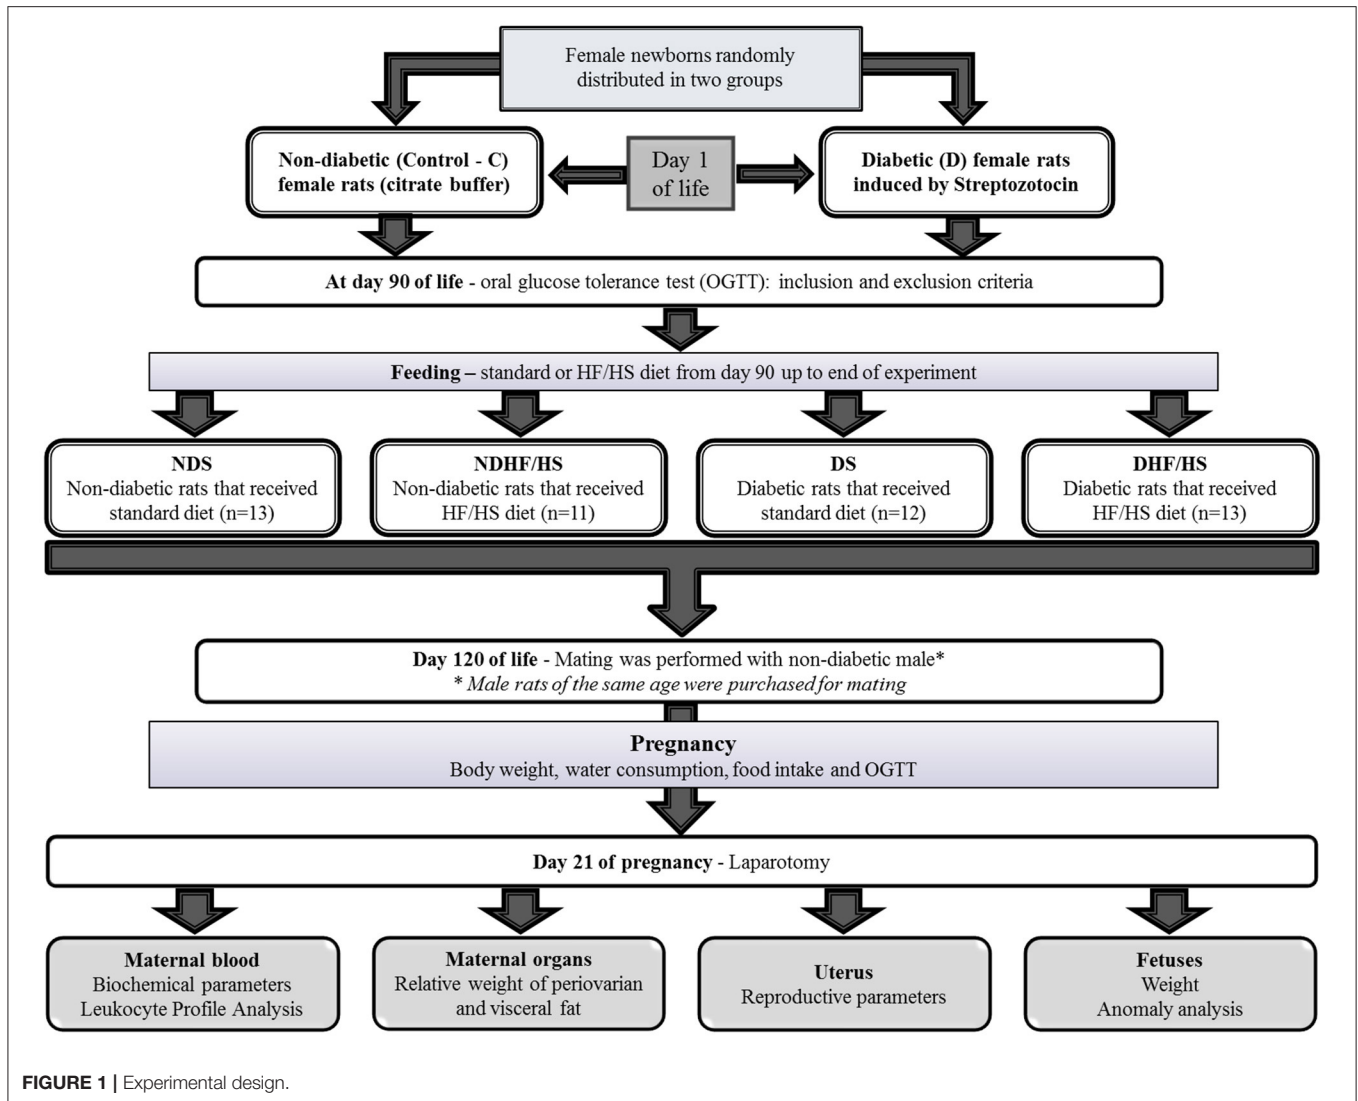 Female newborns randomly
distributed in two groups
Non-diabetic (Control - C)
female rats (citrate buffer)
Day 1
of life
Diabetic (D) female rats
induced by Streptozotocin
At day 90 of life - oral glucose tolerance test (OGTT): inclusion and exclusion criteria
Feeding – standard or HF/HS diet from day 90 up to end of experiment
NDS
Non-diabetic rats that received
standard diet (n=13)
NDHF/HS
Non-diabetic rats that received
HF/HS diet (n=11)
DS
Diabetic rats that received
standard diet (n=12)
DHF/HS
Diabetic rats that received
HF/HS diet (n=13)
Day 120 of life - Mating was performed with non-diabetic male*
* Male rats of the same age were purchased for mating
Pregnancy
Body weight, water consumption, food intake and OGTT
Day 21 of pregnancy - Laparotomy
Maternal blood
Biochemical parameters
Leukocyte Profile Analysis
Maternal organs
Relative weight of periovarian
and visceral fat
Uterus
Reproductive parameters
Fetuses
Weight
Anomaly analysis
FIGURE 1 | Experimental design.